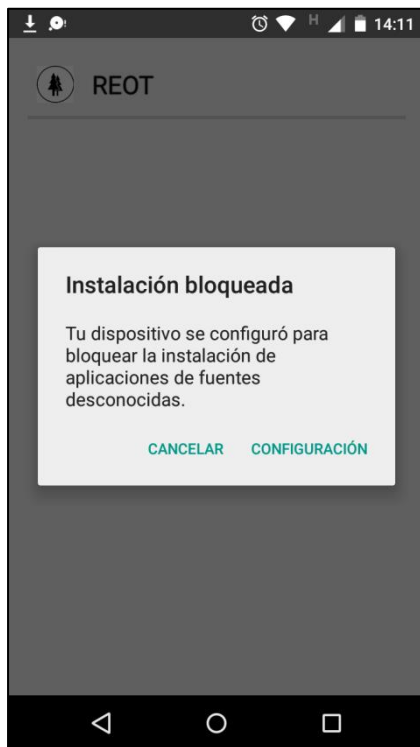 H 14:11
REOT
Instalación bloqueada
Tu dispositivo se configuró para
bloquear la instalación de
aplicaciones de fuentes
desconocidas.
CANCELAR CONFIGURACIÓN